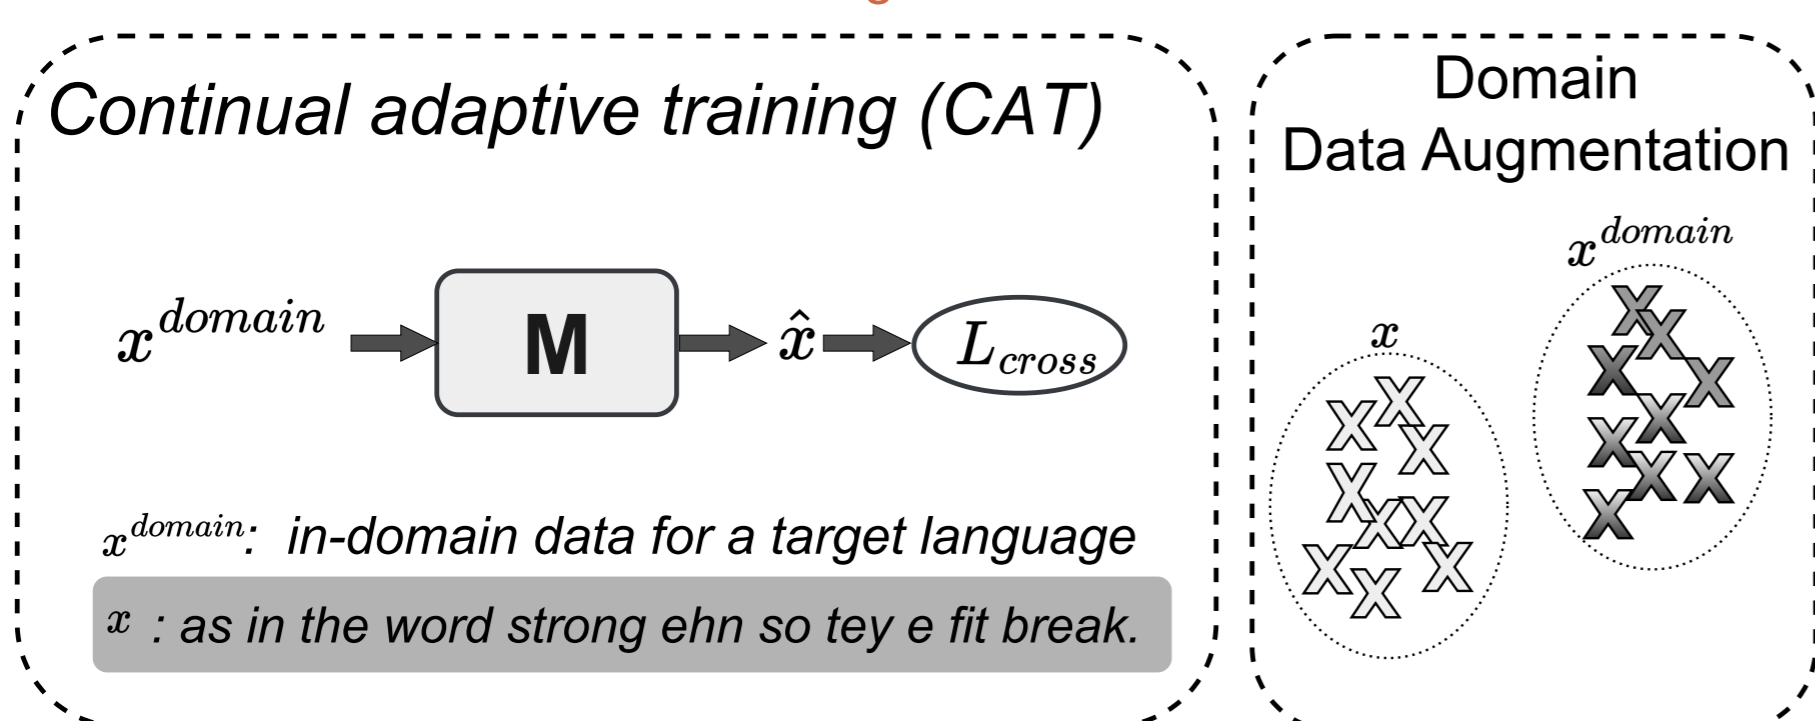 Continual adaptive training (CAT)
x^domain
M
x̂
L_cross
x^domain: in-domain data for a target language
x : as in the word strong ehn so tey e fit break.
Domain
Data Augmentation
x^domain
X X X X X X X X X
x
X X X X X X X X X